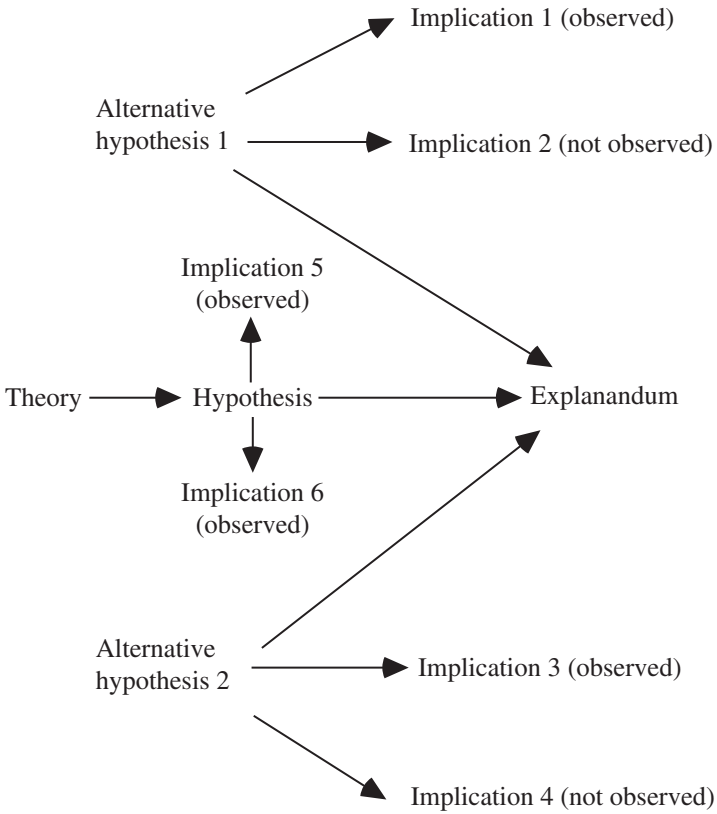 Implication 1 (observed)
Alternative
hypothesis 1
Implication 2 (not observed)
Implication 5
(observed)
Theory
Hypothesis
Explanandum
Implication 6
(observed)
Alternative
hypothesis 2
Implication 3 (observed)
Implication 4 (not observed)